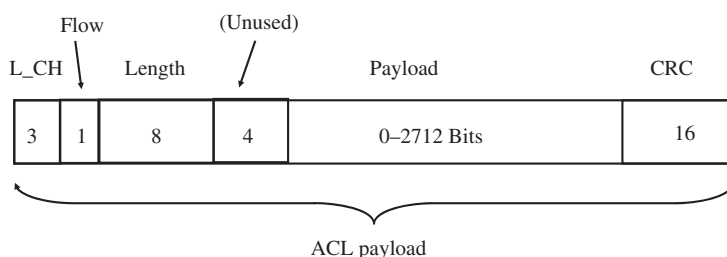 Flow
(Unused)
L_CH Length Payload CRC
3 1 8 4 0–2712 Bits 16
ACL payload